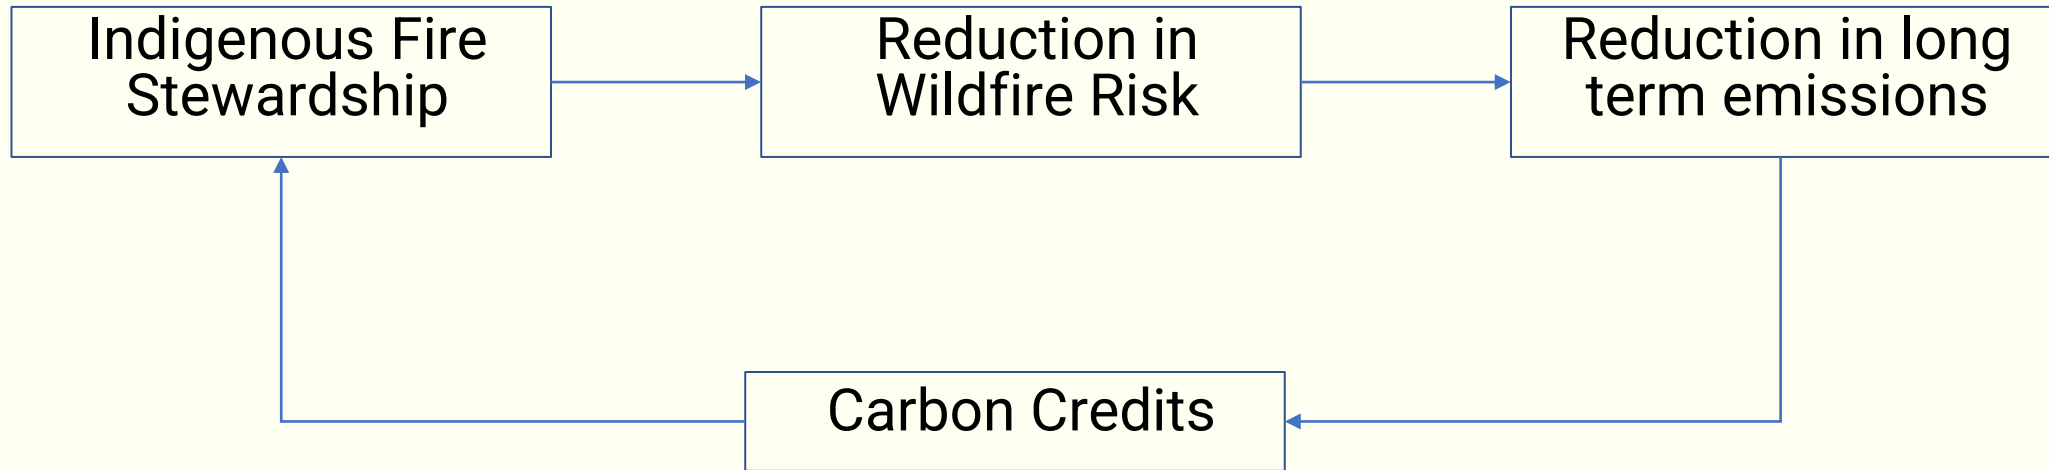 Indigenous Fire
Stewardship
Reduction in
Wildfire Risk
Reduction in long
term emissions
Carbon Credits